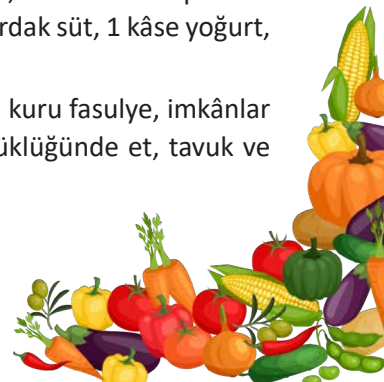 rdak süt, 1 kâse yoğurt,
kuru fasulye, imkânlar
üklüğünde et, tavuk ve